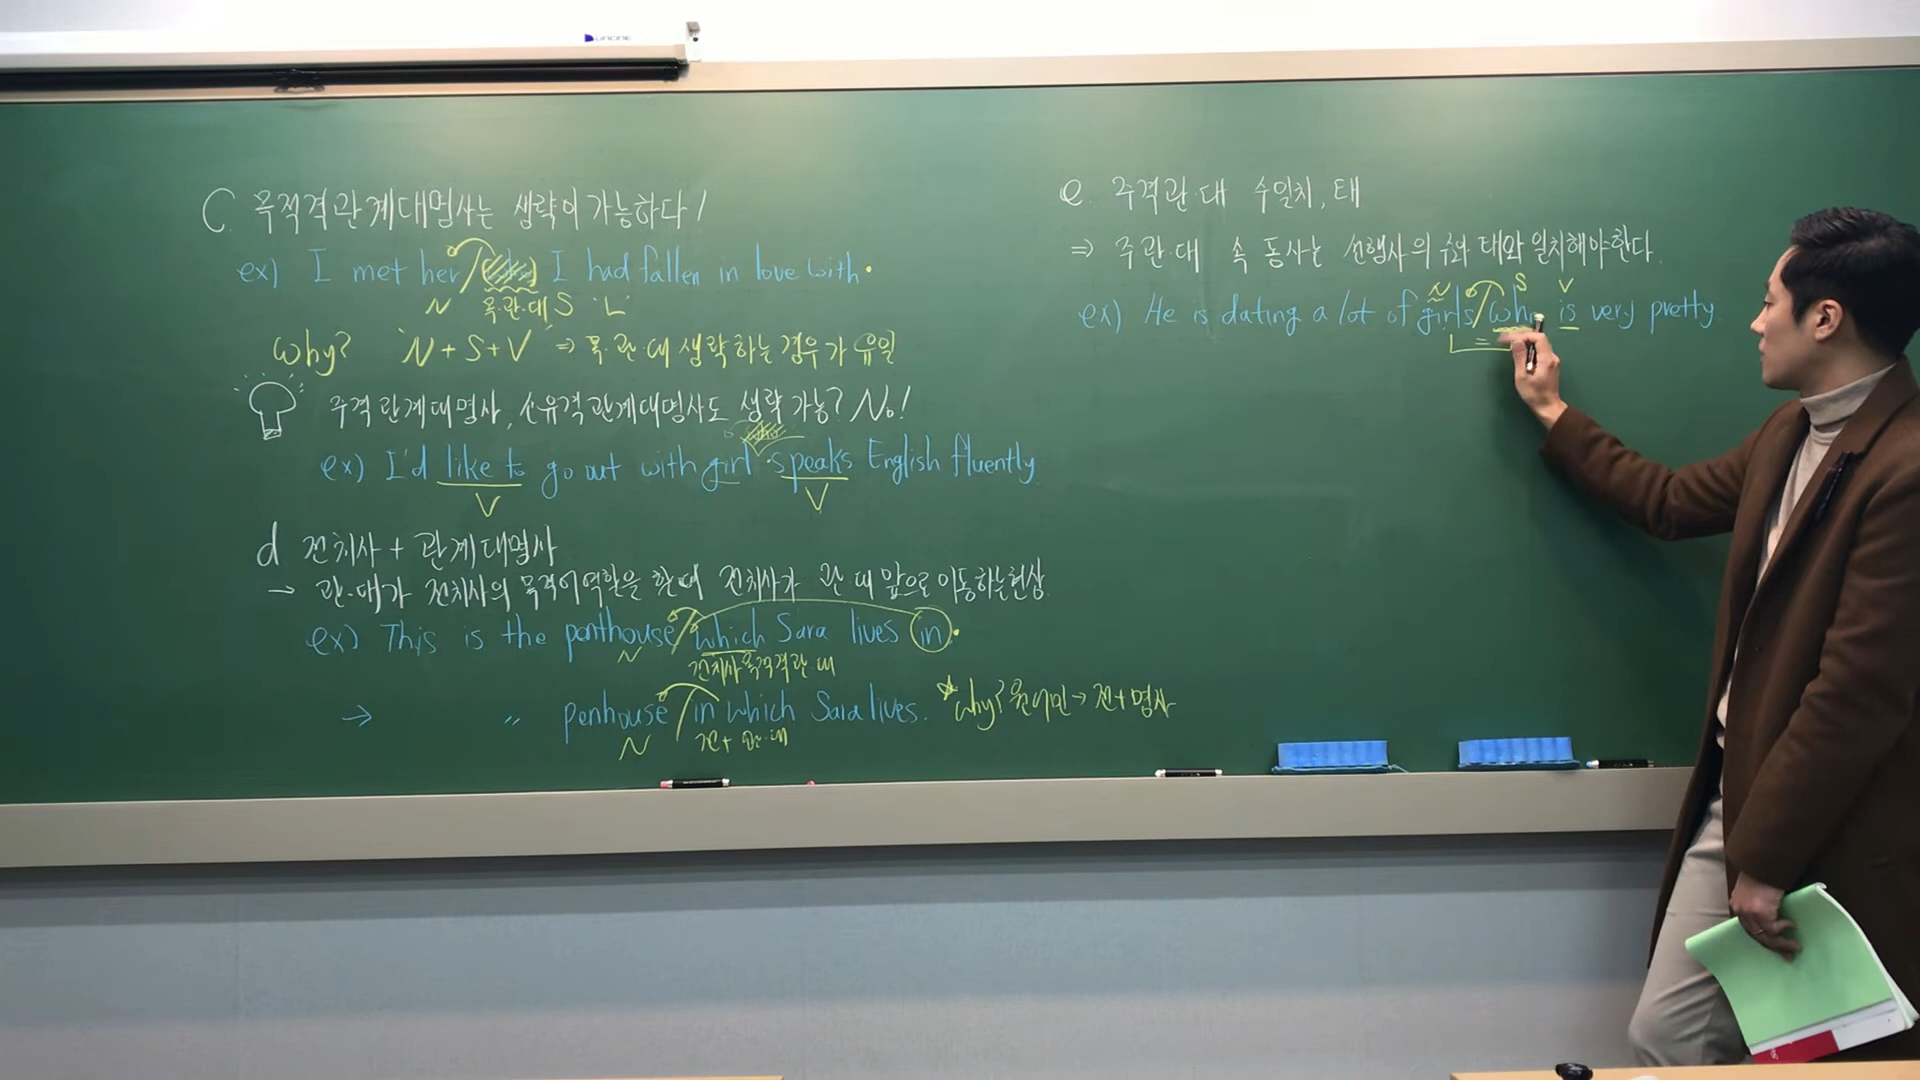 C. 목적격관계대명사는 생략이 가능하다!
ex) I met her / (who) I had fallen in love with.
N 목·관·대 S
Why? N + S + V ⇒ 목·관·대 생략하는 경우가 유일
주격관계대명사, 소유격관계대명사도 생략 가능? No!
who
ex) I'd like to go out with girl speaks English fluently
V V
d 전치사 + 관계대명사
→ 관·대가 전치사의 목적어역할을 할 때 전치사가 관·대 앞으로 이동하는현상
ex) This is the penthouse / which Sara lives in.
N 전치사목적격관·대
→ 〃 penhouse / in which Sara lives. ☆Why? 원어민 → 전+명사
N 전+관·대
e. 주격관·대 수일치, 태
⇒ 주·관·대 속 동사는 선행사의 수와 태와 일치해야한다.
N S V
ex) He is dating a lot of girls / who is very pretty.
=